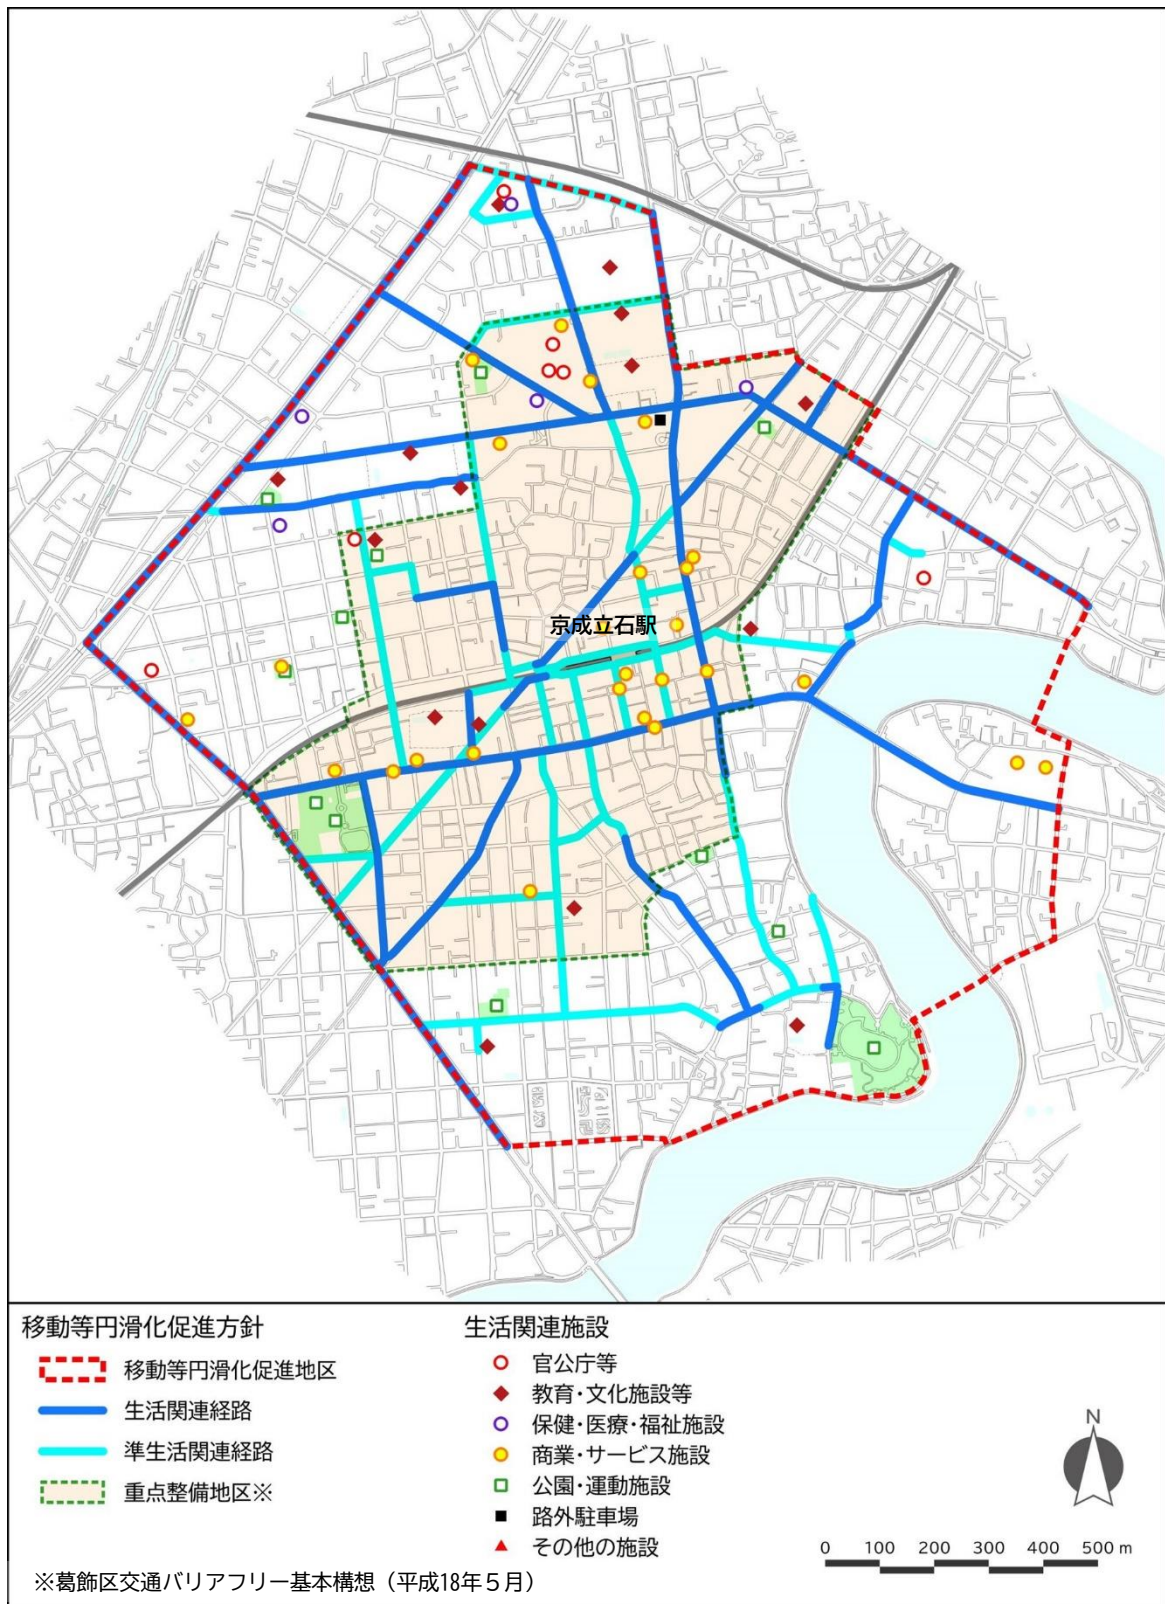 京成立石駅
移動等円滑化促進方針
移動等円滑化促進地区
生活関連経路
準生活関連経路
重点整備地区※
※葛飾区交通バリアフリー基本構想（平成18年５月）
生活関連施設
官公庁等
教育・文化施設等
保健・医療・福祉施設
商業・サービス施設
公園・運動施設
路外駐車場
その他の施設
N
0 100 200 300 400 500 m